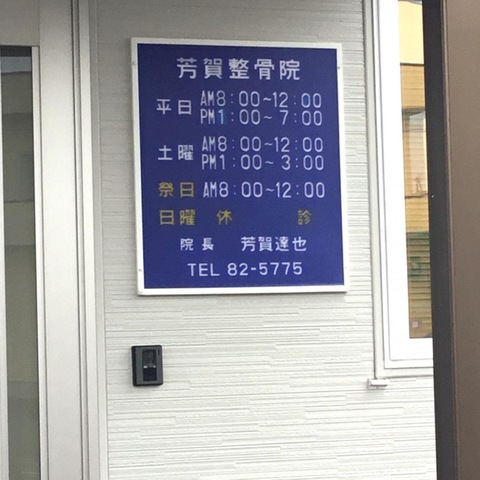 芳賀整骨院
平日 AM8:00~12:00
PM1:00~7:00
土曜 AM8:00~12:00
PM1:00~3:00
祭日 AM8:00~12:00
日曜 休 診
院長 芳賀達也
TEL 82-5775